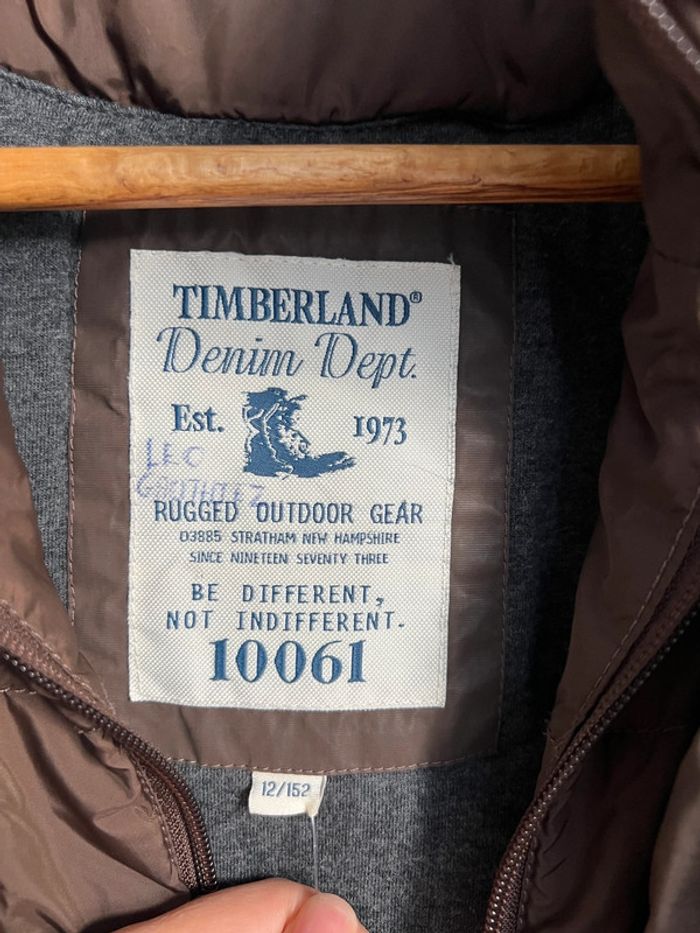 TIMBERLAND®
Denim Dept.
Est. 1973
LEC
RUGGED OUTDOOR GEAR
03885 STRATHAM NEW HAMPSHIRE
SINCE NINETEEN SEVENTY THREE
BE DIFFERENT,
NOT INDIFFERENT.
10061
12/152